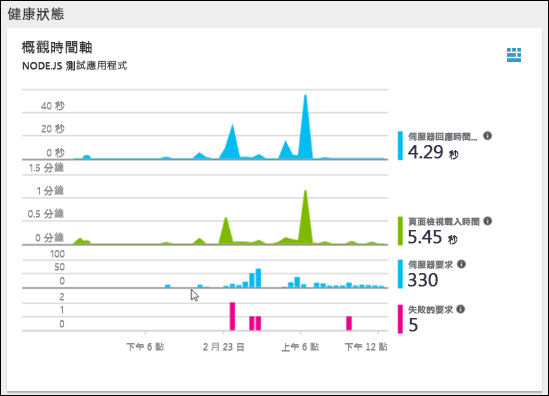 健康狀態
概觀時間軸
NODE.JS 測試應用程式
40 秒
20 秒
0 秒
伺服器回應時間...
4.29 秒
1.5 分鐘
1 分鐘
0.5 分鐘
0 分鐘
頁面檢視載入時間
5.45 秒
100
50
0
伺服器要求
330
2
1
0
失敗的要求
5
下午 6 點
2 月 23 日
上午 6 點
下午 12 點